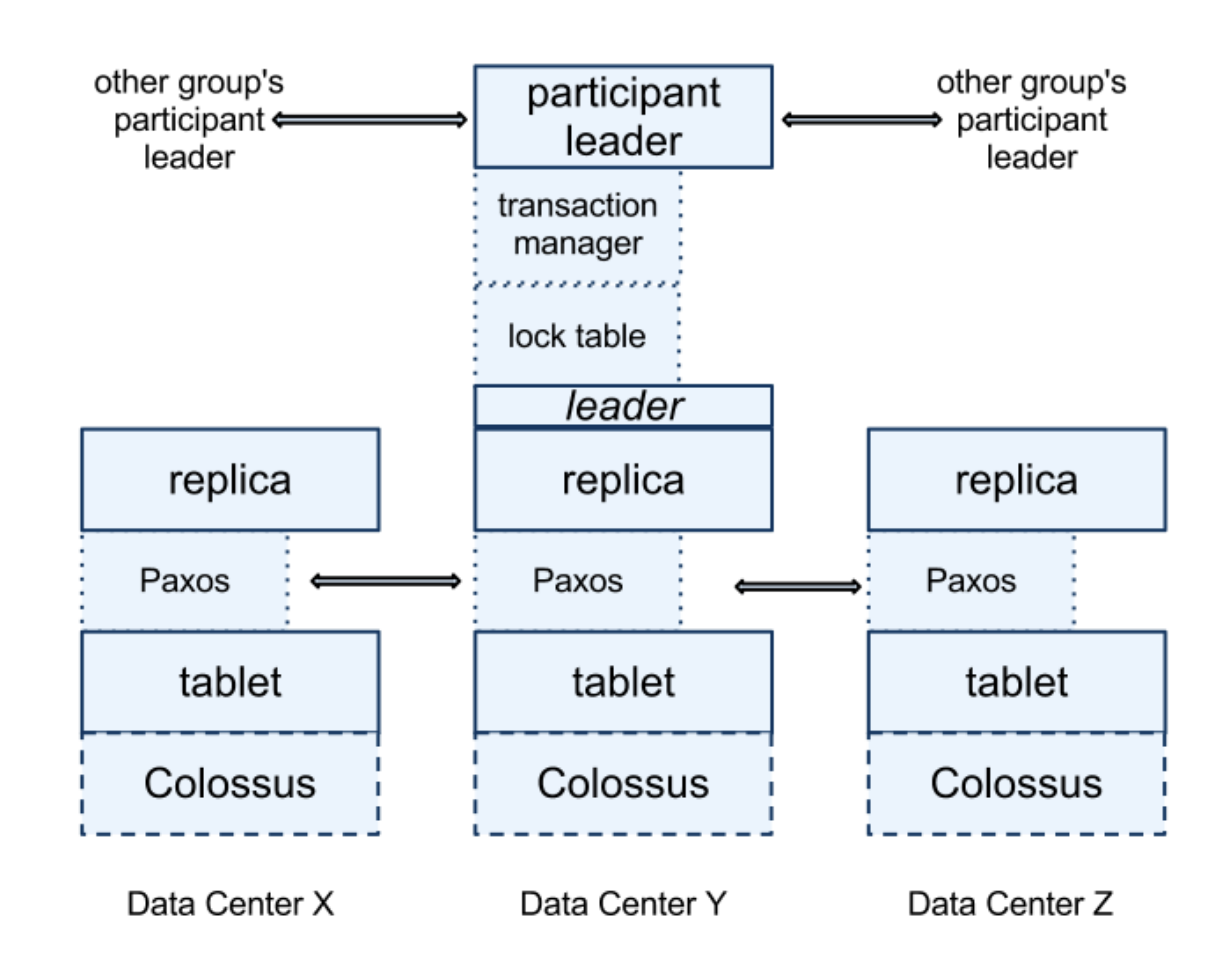 other group's
participant
leader
participant
leader
other group's
participant
leader
transaction
manager
lock table
leader
replica
replica
replica
Paxos
Paxos
Paxos
tablet
tablet
tablet
Colossus
Colossus
Colossus
Data Center X
Data Center Y
Data Center Z